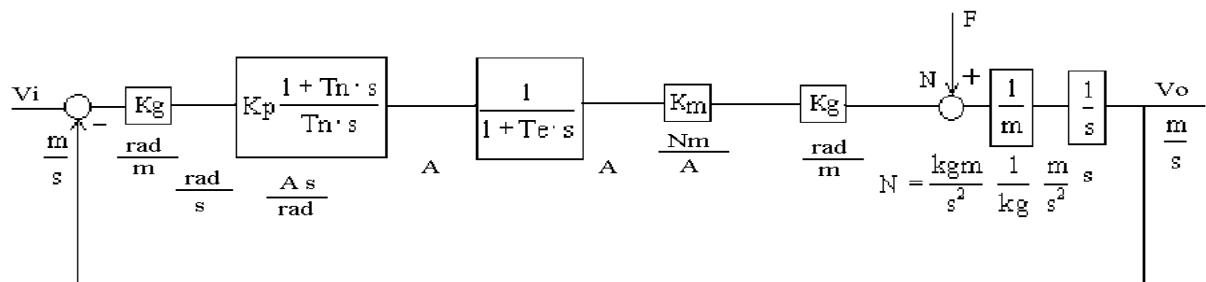 F
Vi
Kg
Kp 1 + Tn · s / Tn · s
1 / 1 + Te · s
Km
Kg
N
+
1 / m
1 / s
Vo
-
m / s
rad / m
rad / s
A s / rad
A
A
Nm / A
rad / m
N = kgm / s²
1 / kg
m / s²
s
m / s